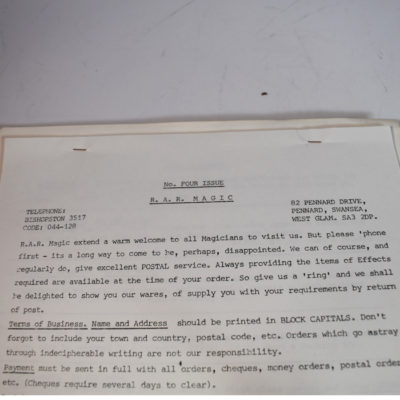 No. FOUR ISSUE
R. A. R. M A G I C
TELEPHONE:
BISHOPSTON 3517
CODE: 044-128
82 PENNARD DRIVE,
PENNARD, SWANSEA,
WEST GLAM. SA3 2DP.
R.A.R. Magic extend a warm welcome to all Magicians to visit us. But please 'phone
first - its a long way to come to be, perhaps, disappointed. We can of course, and
regularly do, give excellent POSTAL service. Always providing the items of Effects
required are available at the time of your order. So give us a 'ring' and we shall
be delighted to show you our wares, of supply you with your requirements by return
of post.
Terms of Business. Name and Address should be printed in BLOCK CAPITALS. Don't
forget to include your town and country, postal code, etc. Orders which go astray
through indecipherable writing are not our responsibility.
Payment must be sent in full with all orders, cheques, money orders, postal order
etc. (Cheques require several days to clear).